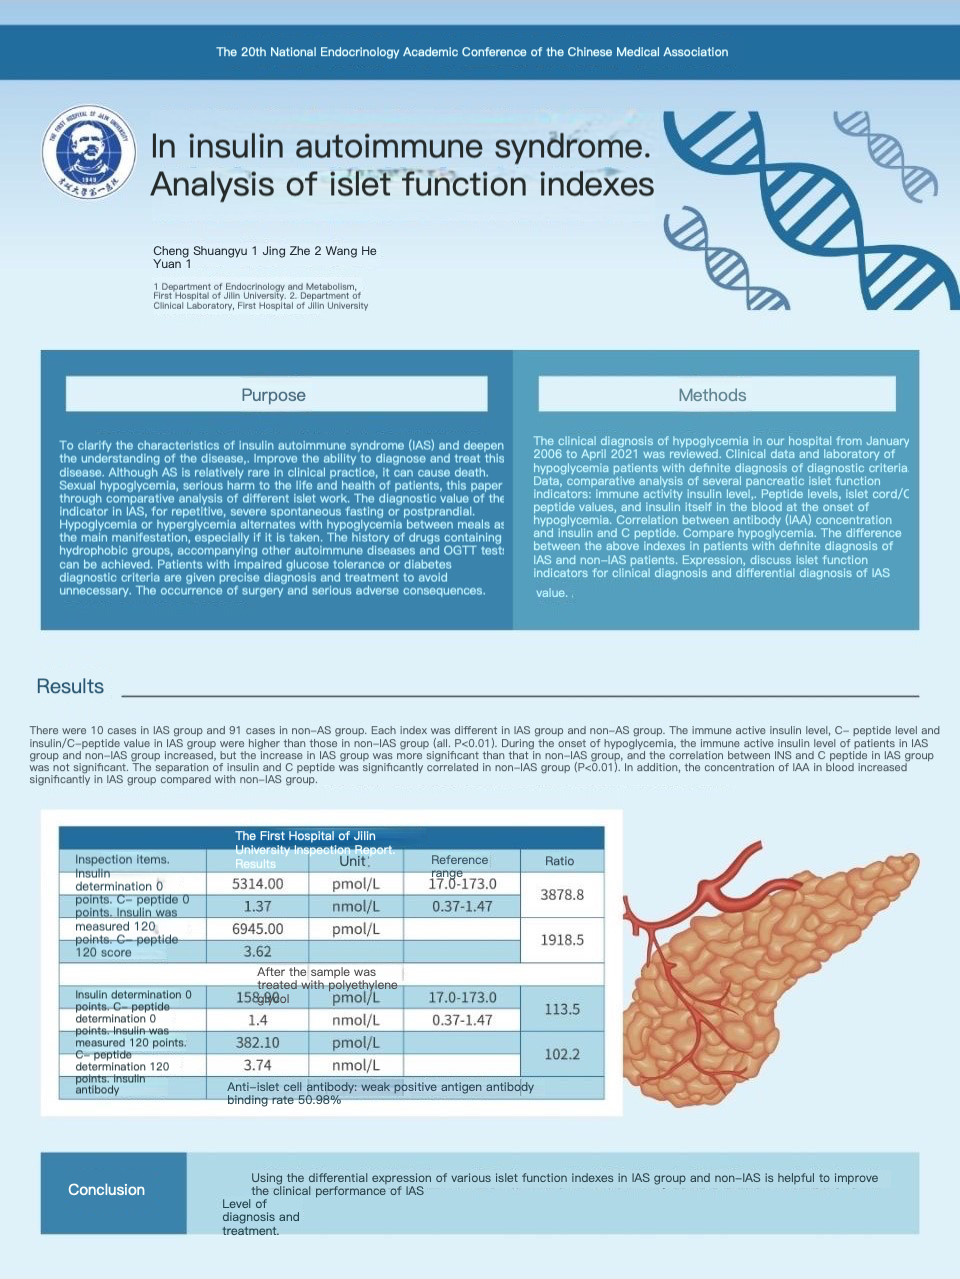 The 20th National Endocrinology Academic Conference of the Chinese Medical Association
THE FIRST HOSPITAL OF JILIN UNIVERSITY
1949
吉林大学第一医院
In insulin autoimmune syndrome.
Analysis of islet function indexes
Cheng Shuangyu 1 Jing Zhe 2 Wang He
Yuan 1
1 Department of Endocrinology and Metabolism,
First Hospital of Jilin University. 2. Department of
Clinical Laboratory, First Hospital of Jilin University
Purpose
To clarify the characteristics of insulin autoimmune syndrome (IAS) and deepen
the understanding of the disease,. Improve the ability to diagnose and treat this
disease. Although AS is relatively rare in clinical practice, it can cause death.
Sexual hypoglycemia, serious harm to the life and health of patients, this paper
through comparative analysis of different islet work. The diagnostic value of the
indicator in IAS, for repetitive, severe spontaneous fasting or postprandial.
Hypoglycemia or hyperglycemia alternates with hypoglycemia between meals as
the main manifestation, especially if it is taken. The history of drugs containing
hydrophobic groups, accompanying other autoimmune diseases and OGTT tests
can be achieved. Patients with impaired glucose tolerance or diabetes
diagnostic criteria are given precise diagnosis and treatment to avoid
unnecessary. The occurrence of surgery and serious adverse consequences.
Methods
The clinical diagnosis of hypoglycemia in our hospital from January
2006 to April 2021 was reviewed. Clinical data and laboratory of
hypoglycemia patients with defnite diagnosis of diagnostic criteria
Data, comparative analysis of several pancreatic islet function
indicators: immune activity insulin level,. Peptide levels, islet cord/C
peptide values, and insulin itself in the blood at the onset of
hypoglycemia. Correlation between antibody (IAA) concentration
and insulin and C peptide. Compare hypoglycemia. The difference
between the above indexes in patients with defnite diagnosis of
IAS and non-IAS patients. Expression, discuss islet function
indicators for clinical diagnosis and differential diagnosis of IAS
value. .
Results
There were 10 cases in IAS group and 91 cases in non-AS group. Each index was different in IAS group and non-AS group. The immune active insulin level, C- peptide level and
insulin/C-peptide value in IAS group were higher than those in non-IAS group (all. P<0.01). During the onset of hypoglycemia, the immune active insulin level of patients in IAS
group and non-IAS group increased, but the increase in IAS group was more significant than that in non-IAS group, and the correlation between INS and C peptide in IAS group
was not significant. The separation of insulin and C peptide was significantly correlated in non-IAS group (P<0.01). In addition, the concentration of IAA in blood increased
significantly in IAS group compared with non-IAS group.
The First Hospital of Jilin
University Inspection Report.
Inspection items. Results Unit: Reference range Ratio
Insulin
determination 0
points. C- peptide 0
points. Insulin was
measured 120
points. C- peptide
120 score
5314.00 pmol/L 17.0-173.0 3878.8
1.37 nmol/L 0.37-1.47
6945.00 pmol/L 1918.5
3.62
After the sample was
treated with polyethylene
glycol
Insulin determination 0
points. C- peptide
determination 0
points. Insulin was
measured 120 points.
C- peptide
determination 120
points. Insulin
antibody
158.90 pmol/L 17.0-173.0 113.5
1.4 nmol/L 0.37-1.47
382.10 pmol/L 102.2
3.74 nmol/L
Anti-islet cell antibody: weak positive antigen antibody
binding rate 50.98%
Conclusion
Using the differential expression of various islet function indexes in IAS group and non-IAS is helpful to improve
the clinical performance of IAS
Level of
diagnosis and
treatment.